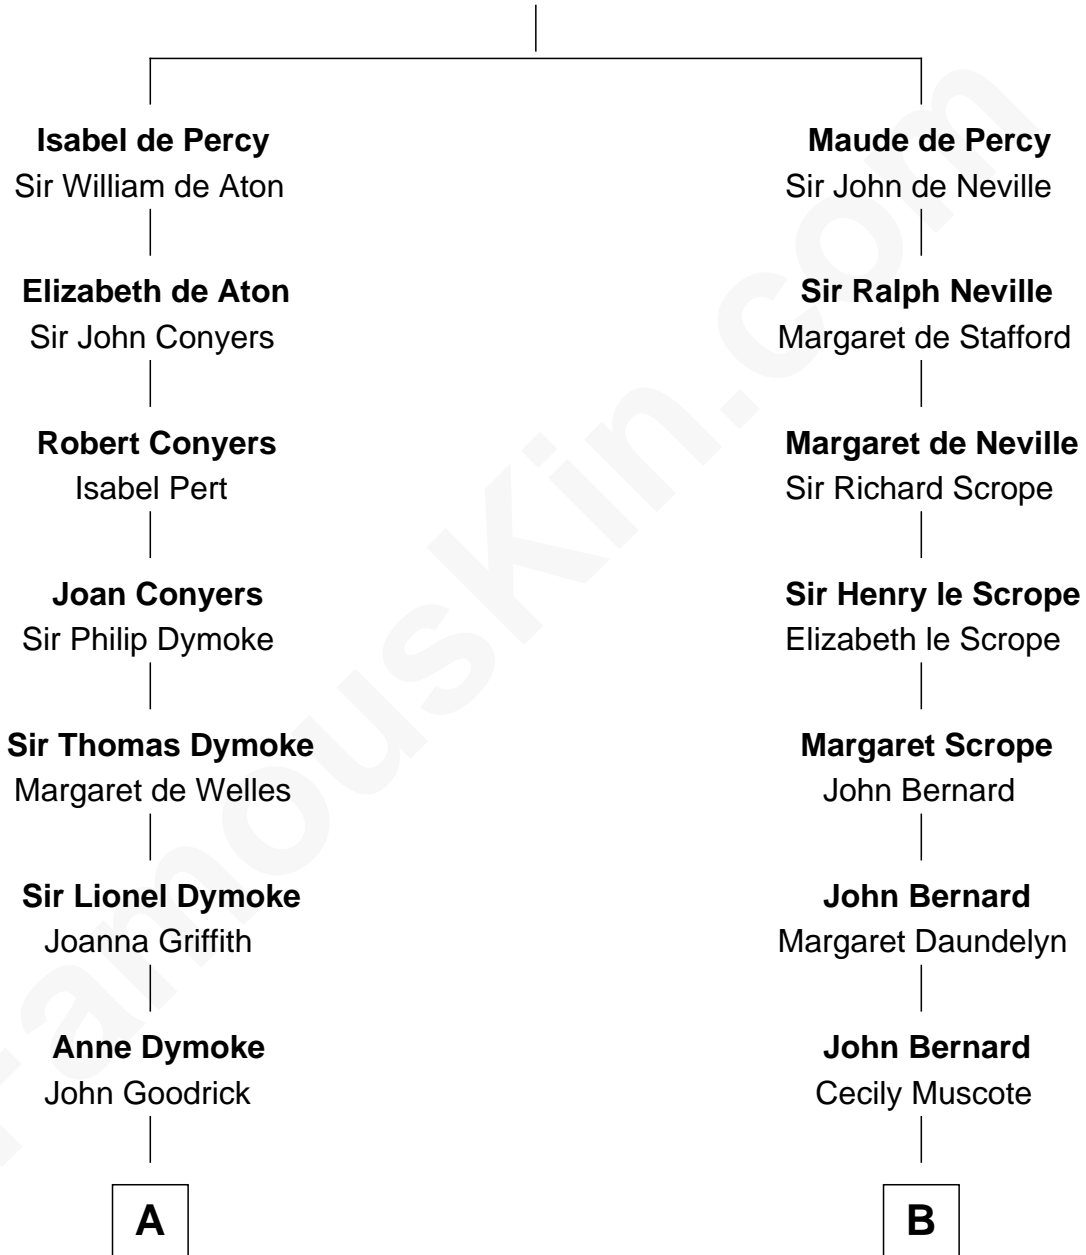 Isabel de Percy
Sir William de Aton
Elizabeth de Aton
Sir John Conyers
Robert Conyers
Isabel Pert
Joan Conyers
Sir Philip Dymoke
Sir Thomas Dymoke
Margaret de Welles
Sir Lionel Dymoke
Joanna Griffith
Anne Dymoke
John Goodrick
A
Maude de Percy
Sir John de Neville
Sir Ralph Neville
Margaret de Stafford
Margaret de Neville
Sir Richard Scrope
Sir Henry le Scrope
Elizabeth le Scrope
Margaret Scrope
John Bernard
John Bernard
Margaret Daundelyn
John Bernard
Cecily Muscote
B
FamousKin.com